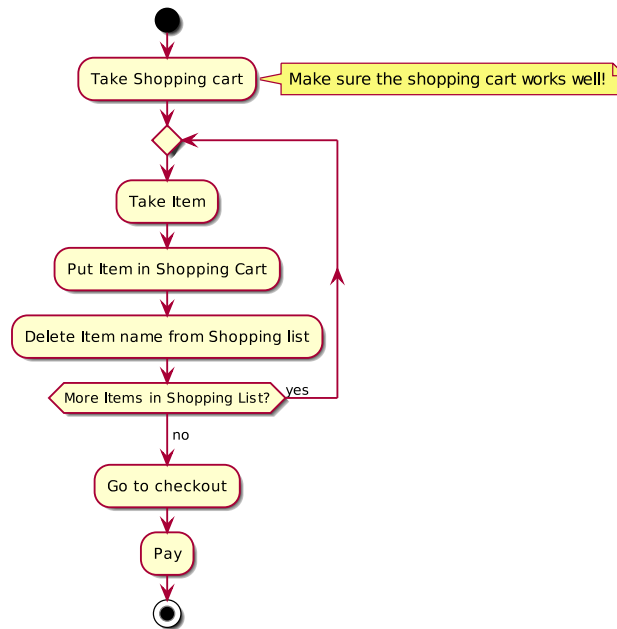 Take Shopping cart
Make sure the shopping cart works well!
Take Item
Put Item in Shopping Cart
Delete Item name from Shopping list
More Items in Shopping List?
yes
no
Go to checkout
Pay